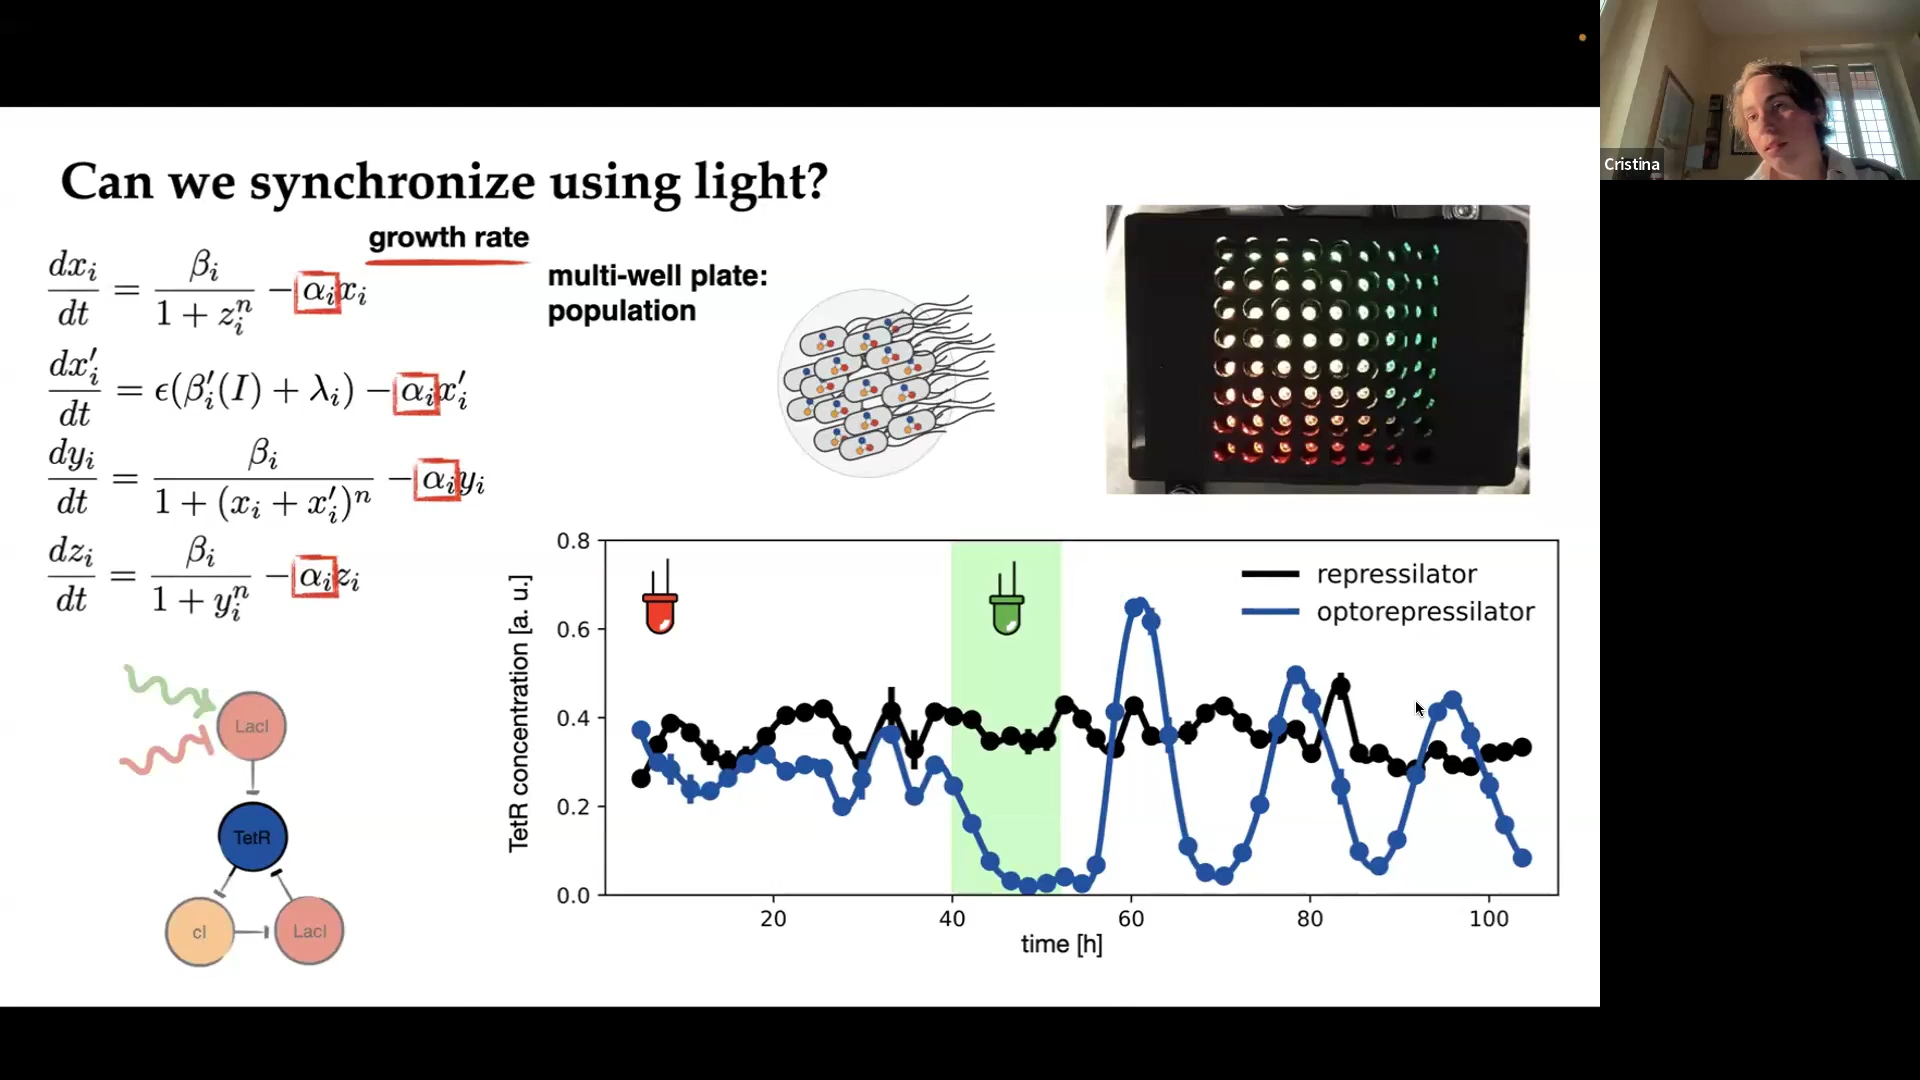 Can we synchronize using light?
growth rate
dx_i/dt = β_i/(1 + z_i^n) − α_i x_i
dx'_i/dt = ϵ(β'_i(I) + λ_i) − α_i x'_i
dy_i/dt = β_i/(1 + (x_i + x'_i)^n) − α_i y_i
dz_i/dt = β_i/(1 + y_i^n) − α_i z_i
multi-well plate:
population
LacI
TetR
cI
LacI
TetR concentration [a. u.]
0.8
0.6
0.4
0.2
0.0
repressilator
optorepressilator
20 40 60 80 100
time [h]
Cristina